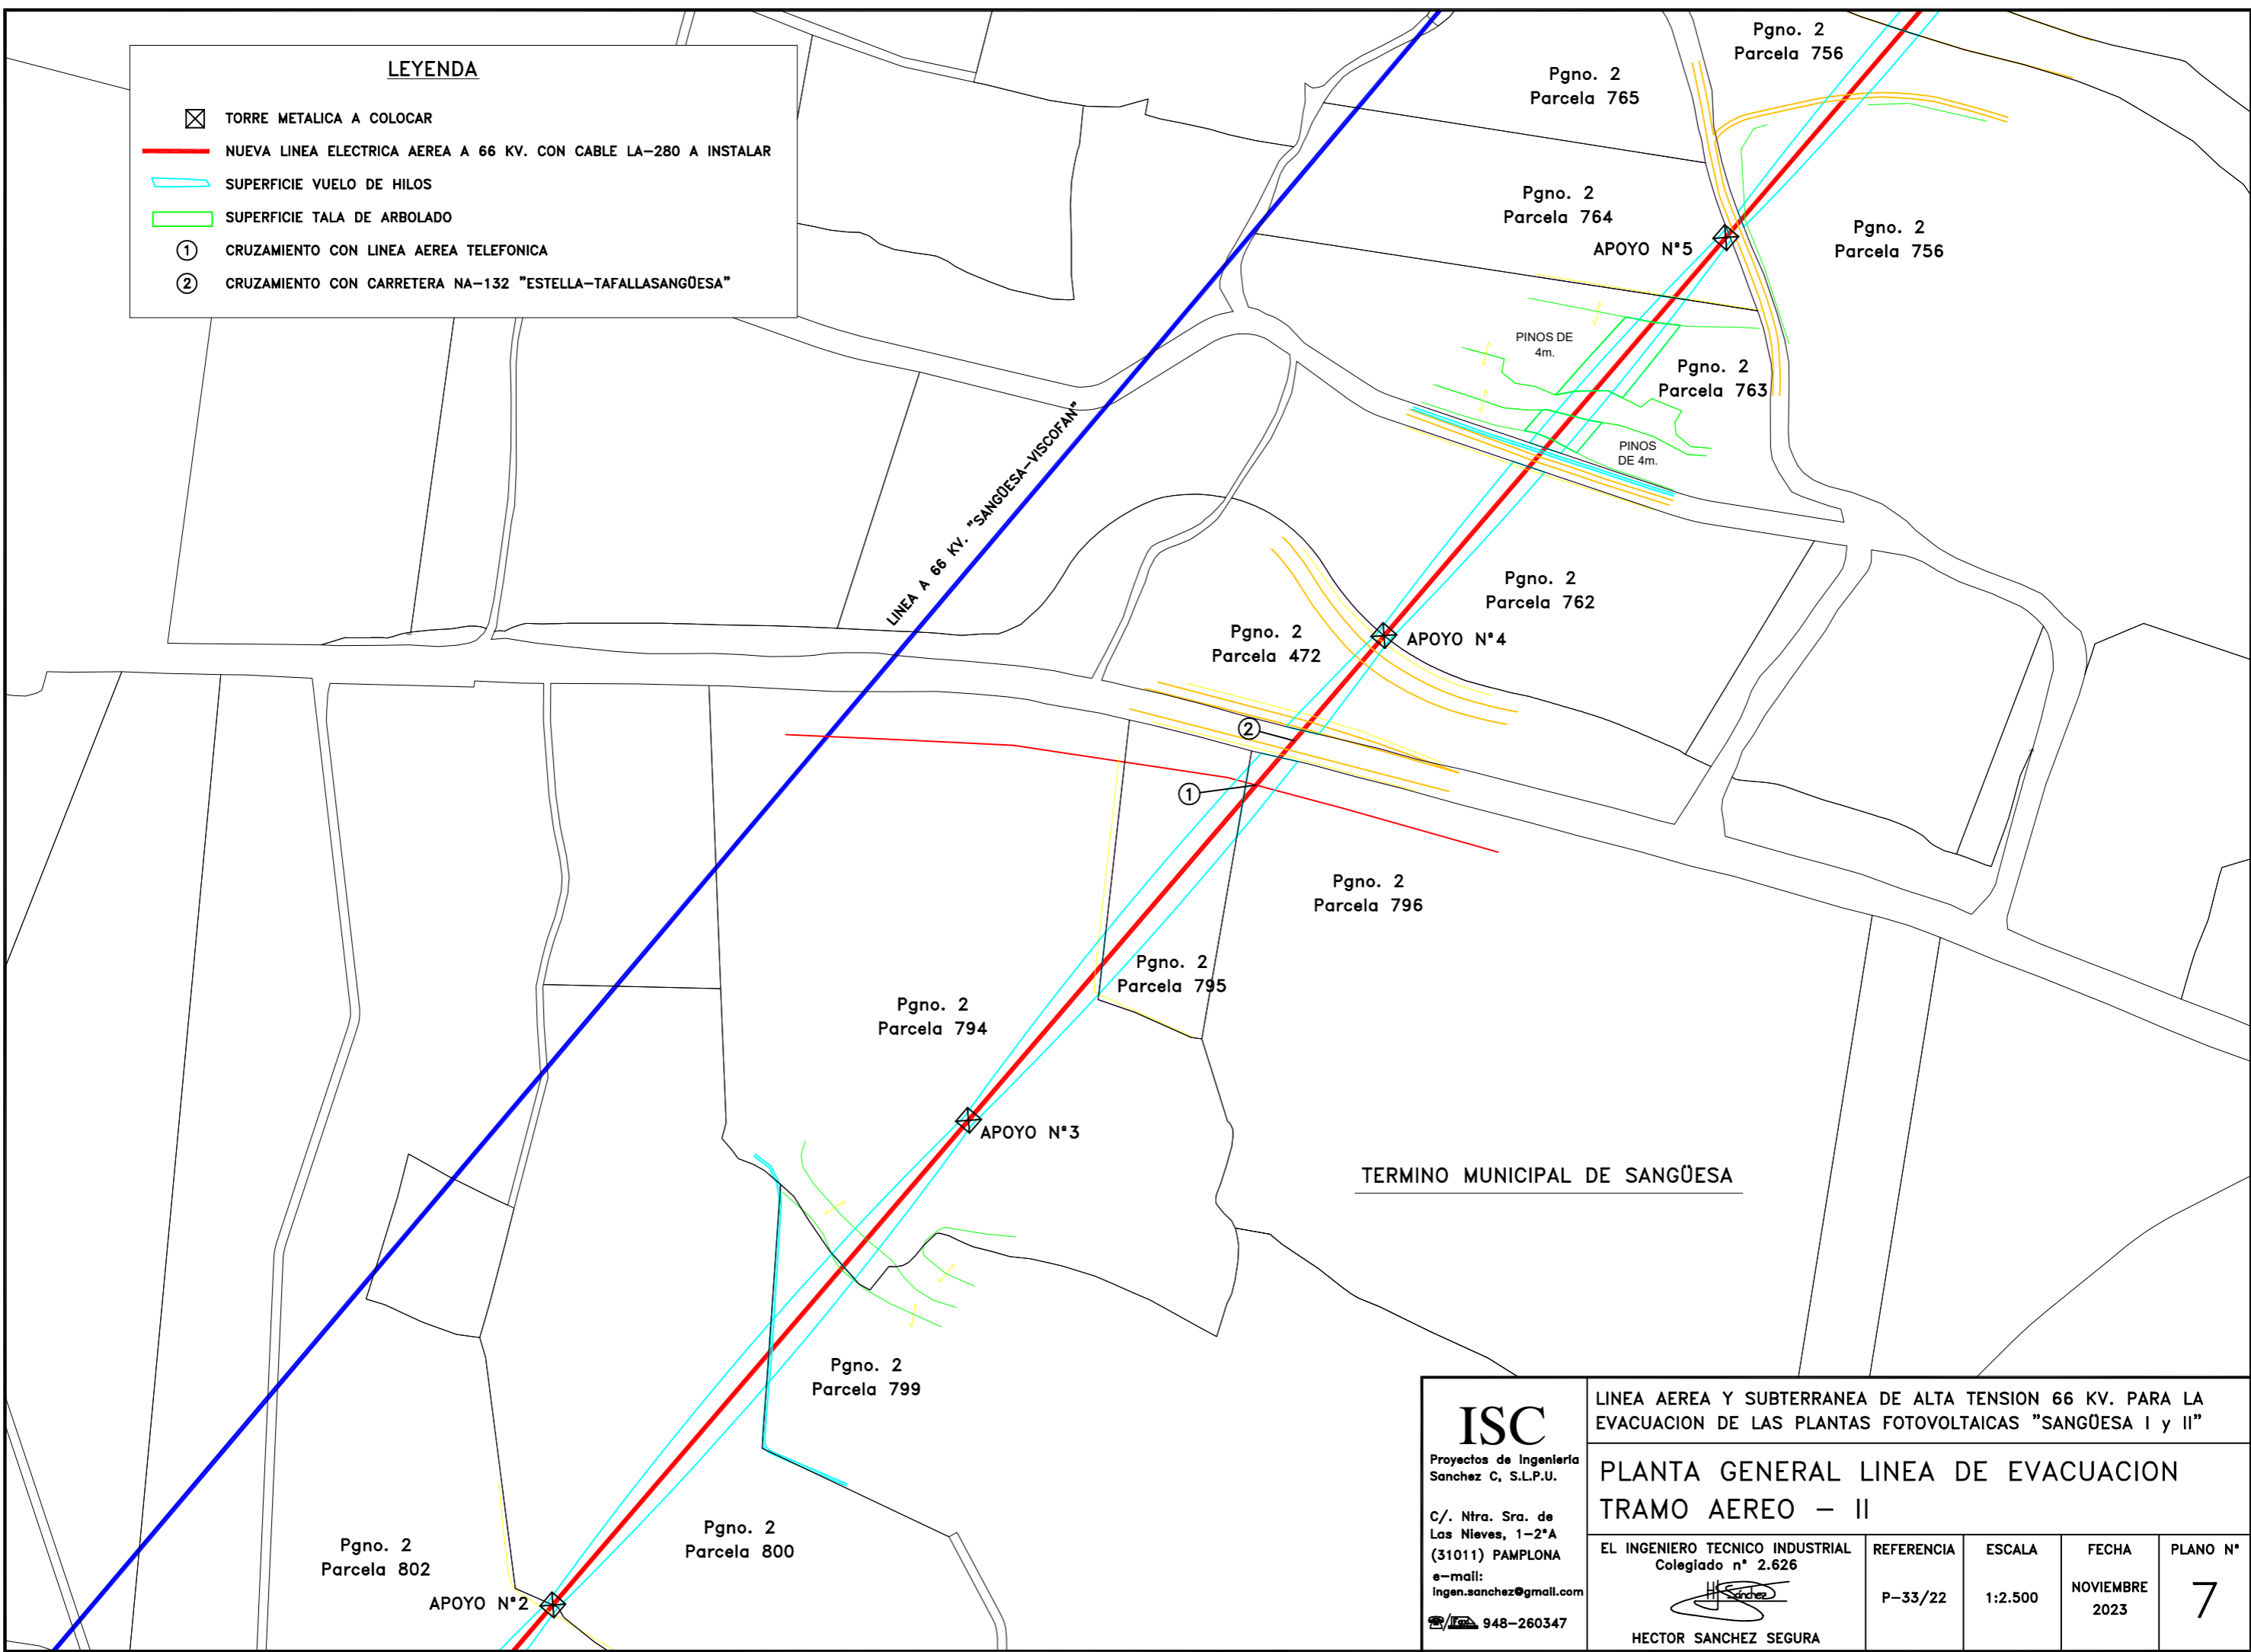 LEYENDA
TORRE METALICA A COLOCAR
NUEVA LINEA ELECTRICA AEREA A 66 KV. CON CABLE LA-280 A INSTALAR
SUPERFICIE VUELO DE HILOS
SUPERFICIE TALA DE ARBOLADO
1 CRUZAMIENTO CON LINEA AEREA TELEFONICA
2 CRUZAMIENTO CON CARRETERA NA-132 "ESTELLA-TAFALLASANGÜESA"
Pgno. 2
Parcela 756
Pgno. 2
Parcela 765
Pgno. 2
Parcela 764
APOYO Nº5
Pgno. 2
Parcela 756
PINOS DE
4m.
Pgno. 2
Parcela 763
PINOS
DE 4m.
LINEA A 66 KV. "SANGÜESA-VISCOFAN"
Pgno. 2
Parcela 762
Pgno. 2
Parcela 472
APOYO Nº4
2
1
Pgno. 2
Parcela 796
Pgno. 2
Parcela 795
Pgno. 2
Parcela 794
APOYO Nº3
TERMINO MUNICIPAL DE SANGÜESA
Pgno. 2
Parcela 799
Pgno. 2
Parcela 800
Pgno. 2
Parcela 802
APOYO Nº2
ISC
Proyectos de Ingenieria
Sanchez C, S.L.P.U.
C/. Ntra. Sra. de
Las Nieves, 1-2ºA
(31011) PAMPLONA
e-mail:
ingen.sanchez@gmail.com
Fax 948-260347
LINEA AEREA Y SUBTERRANEA DE ALTA TENSION 66 KV. PARA LA
EVACUACION DE LAS PLANTAS FOTOVOLTAICAS "SANGÜESA I y II"
PLANTA GENERAL LINEA DE EVACUACION
TRAMO AEREO - II
EL INGENIERO TECNICO INDUSTRIAL
Colegiado nº 2.626
HJSánchez
HECTOR SANCHEZ SEGURA
REFERENCIA
P-33/22
ESCALA
1:2.500
FECHA
NOVIEMBRE
2023
PLANO Nº
7